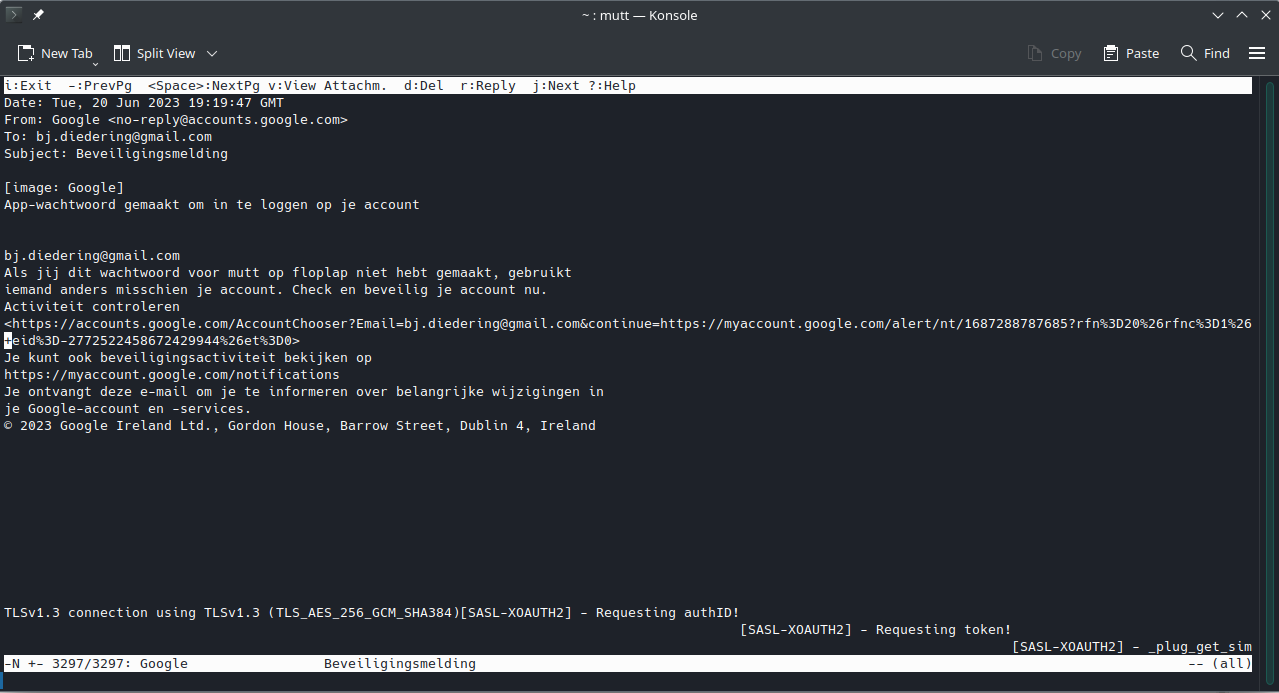 ~ : mutt — Konsole
New Tab Split View Copy Paste Find
i:Exit -:PrevPg <Space>:NextPg v:View Attachm. d:Del r:Reply j:Next ?:Help
Date: Tue, 20 Jun 2023 19:19:47 GMT
From: Google <no-reply@accounts.google.com>
To: bj.diedering@gmail.com
Subject: Beveiligingsmelding
[image: Google]
App-wachtwoord gemaakt om in te loggen op je account
bj.diedering@gmail.com
Als jij dit wachtwoord voor mutt op floplap niet hebt gemaakt, gebruikt
iemand anders misschien je account. Check en beveilig je account nu.
Activiteit controleren
<https://accounts.google.com/AccountChooser?Email=bj.diedering@gmail.com&continue=https://myaccount.google.com/alert/nt/1687288787685?rfn%3D20%26rfnc%3D1%26
+eid%3D-2772522458672429944%26et%3D0>
Je kunt ook beveiligingsactiviteit bekijken op
https://myaccount.google.com/notifications
Je ontvangt deze e-mail om je te informeren over belangrijke wijzigingen in
je Google-account en -services.
© 2023 Google Ireland Ltd., Gordon House, Barrow Street, Dublin 4, Ireland
TLSv1.3 connection using TLSv1.3 (TLS_AES_256_GCM_SHA384)[SASL-XOAUTH2] - Requesting authID!
[SASL-XOAUTH2] - Requesting token!
[SASL-XOAUTH2] - _plug_get_sim
-N +- 3297/3297: Google Beveiligingsmelding -- (all)